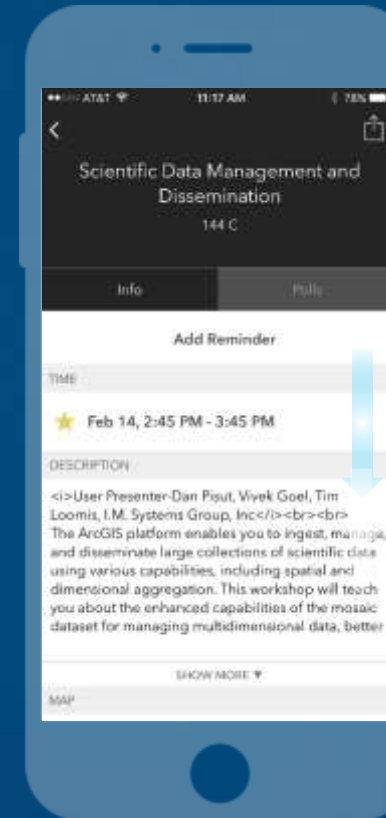 AT&T 11:17 AM 78%
Scientific Data Management and
Dissemination
144 C
Info Polls
Add Reminder
TIME
Feb 14, 2:45 PM - 3:45 PM
DESCRIPTION
<i>User Presenter-Dan Pisut, Vivek Goel, Tim
Loomis, I.M. Systems Group, Inc</i><br><br>
The ArcGIS platform enables you to ingest, manage,
and disseminate large collections of scientific data
using various capabilities, including spatial and
dimensional aggregation. This workshop will teach
you about the enhanced capabilities of the mosaic
dataset for managing multidimensional data, better
SHOW MORE ▼
MAP